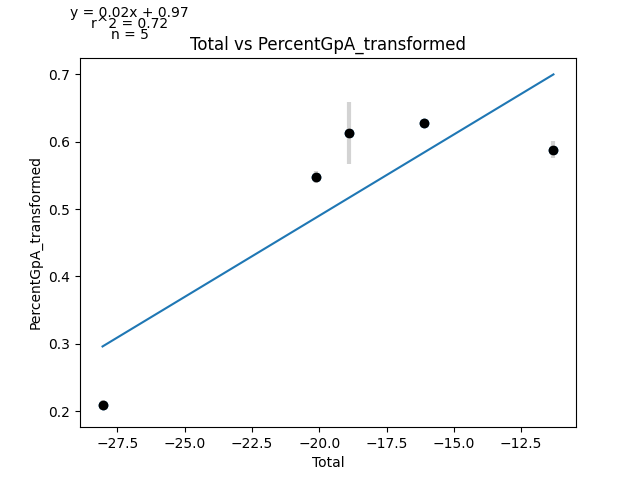 y = 0.02x + 0.97
r^2 = 0.72
n = 5
Total vs PercentGpA_transformed
0.7
0.6
0.5
0.4
0.3
0.2
PercentGpA_transformed
−27.5 −25.0 −22.5 −20.0 −17.5 −15.0 −12.5
Total